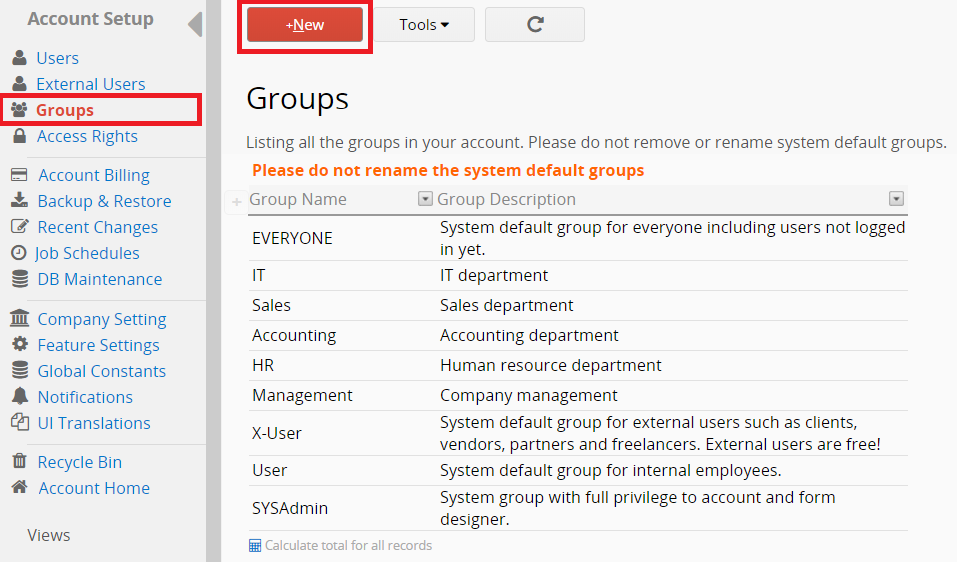 Account Setup
Users
External Users
Groups
Access Rights
Account Billing
Backup & Restore
Recent Changes
Job Schedules
DB Maintenance
Company Setting
Feature Settings
Global Constants
Notifications
UI Translations
Recycle Bin
Account Home
Views
+New
Tools
Groups
Listing all the groups in your account. Please do not remove or rename system default groups.
Please do not rename the system default groups
+ Group Name Group Description
EVERYONE System default group for everyone including users not logged
in yet.
IT IT department
Sales Sales department
Accounting Accounting department
HR Human resource department
Management Company management
X-User System default group for external users such as clients,
vendors, partners and freelancers. External users are free!
User System default group for internal employees.
SYSAdmin System group with full privilege to account and form
designer.
Calculate total for all records